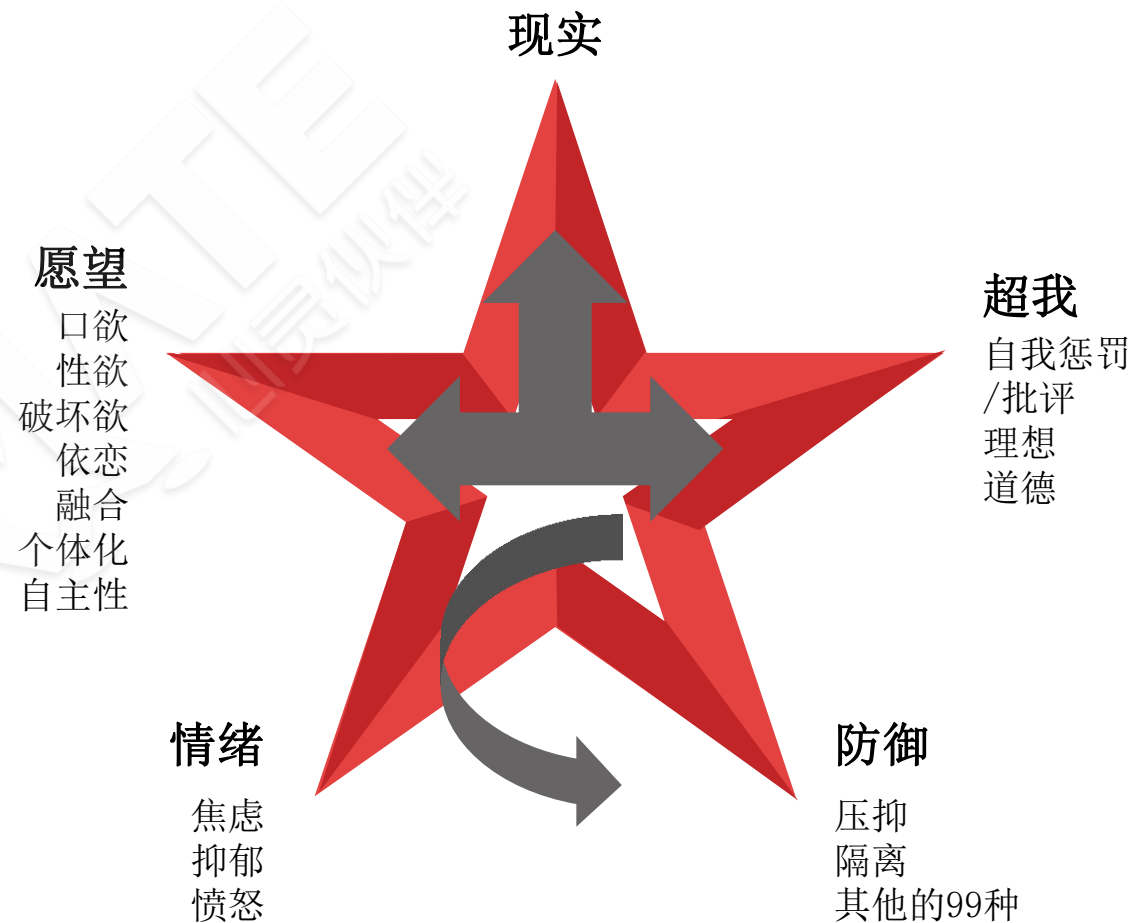 现实
愿望
口欲
性欲
破坏欲
依恋
融合
个体化
自主性
超我
自我惩罚
/批评
理想
道德
情绪
焦虑
抑郁
愤怒
防御
压抑
隔离
其他的99种